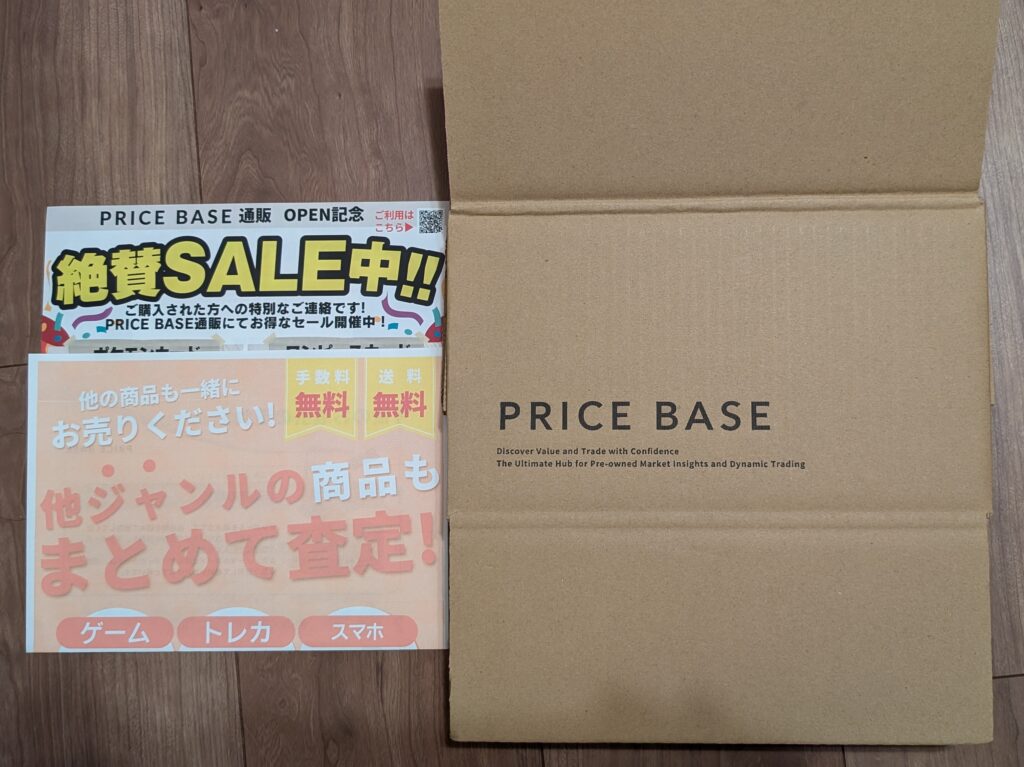 PRICE BASE 通販 OPEN記念
ご利用は
こちら▶
絶賛SALE中!!
ご購入された方への特別なご連絡です!
PRICE BASE通販にてお得なセール開催中!
他の商品も一緒に
お売りください!
手数料
無料
送料
無料
他ジャンルの商品も
まとめて査定!
ゲーム
トレカ
スマホ
PRICE BASE
Discover Value and Trade with Confidence
The Ultimate Hub for Pre-owned Market Insights and Dynamic Trading